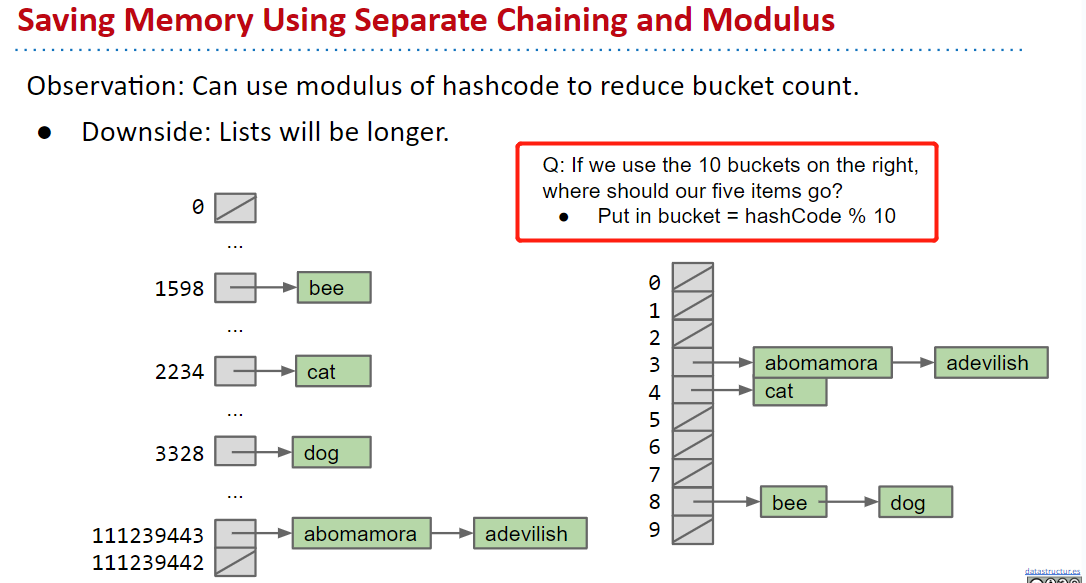 Saving Memory Using Separate Chaining and Modulus
Observation: Can use modulus of hashcode to reduce bucket count.
● Downside: Lists will be longer.
Q: If we use the 10 buckets on the right,
where should our five items go?
● Put in bucket = hashCode % 10
0
...
1598 bee
...
2234 cat
...
3328 dog
...
111239443 abomamora adevilish
111239442
0
1
2
3 abomamora adevilish
4 cat
5
6
7
8 bee dog
9
datastructur.es